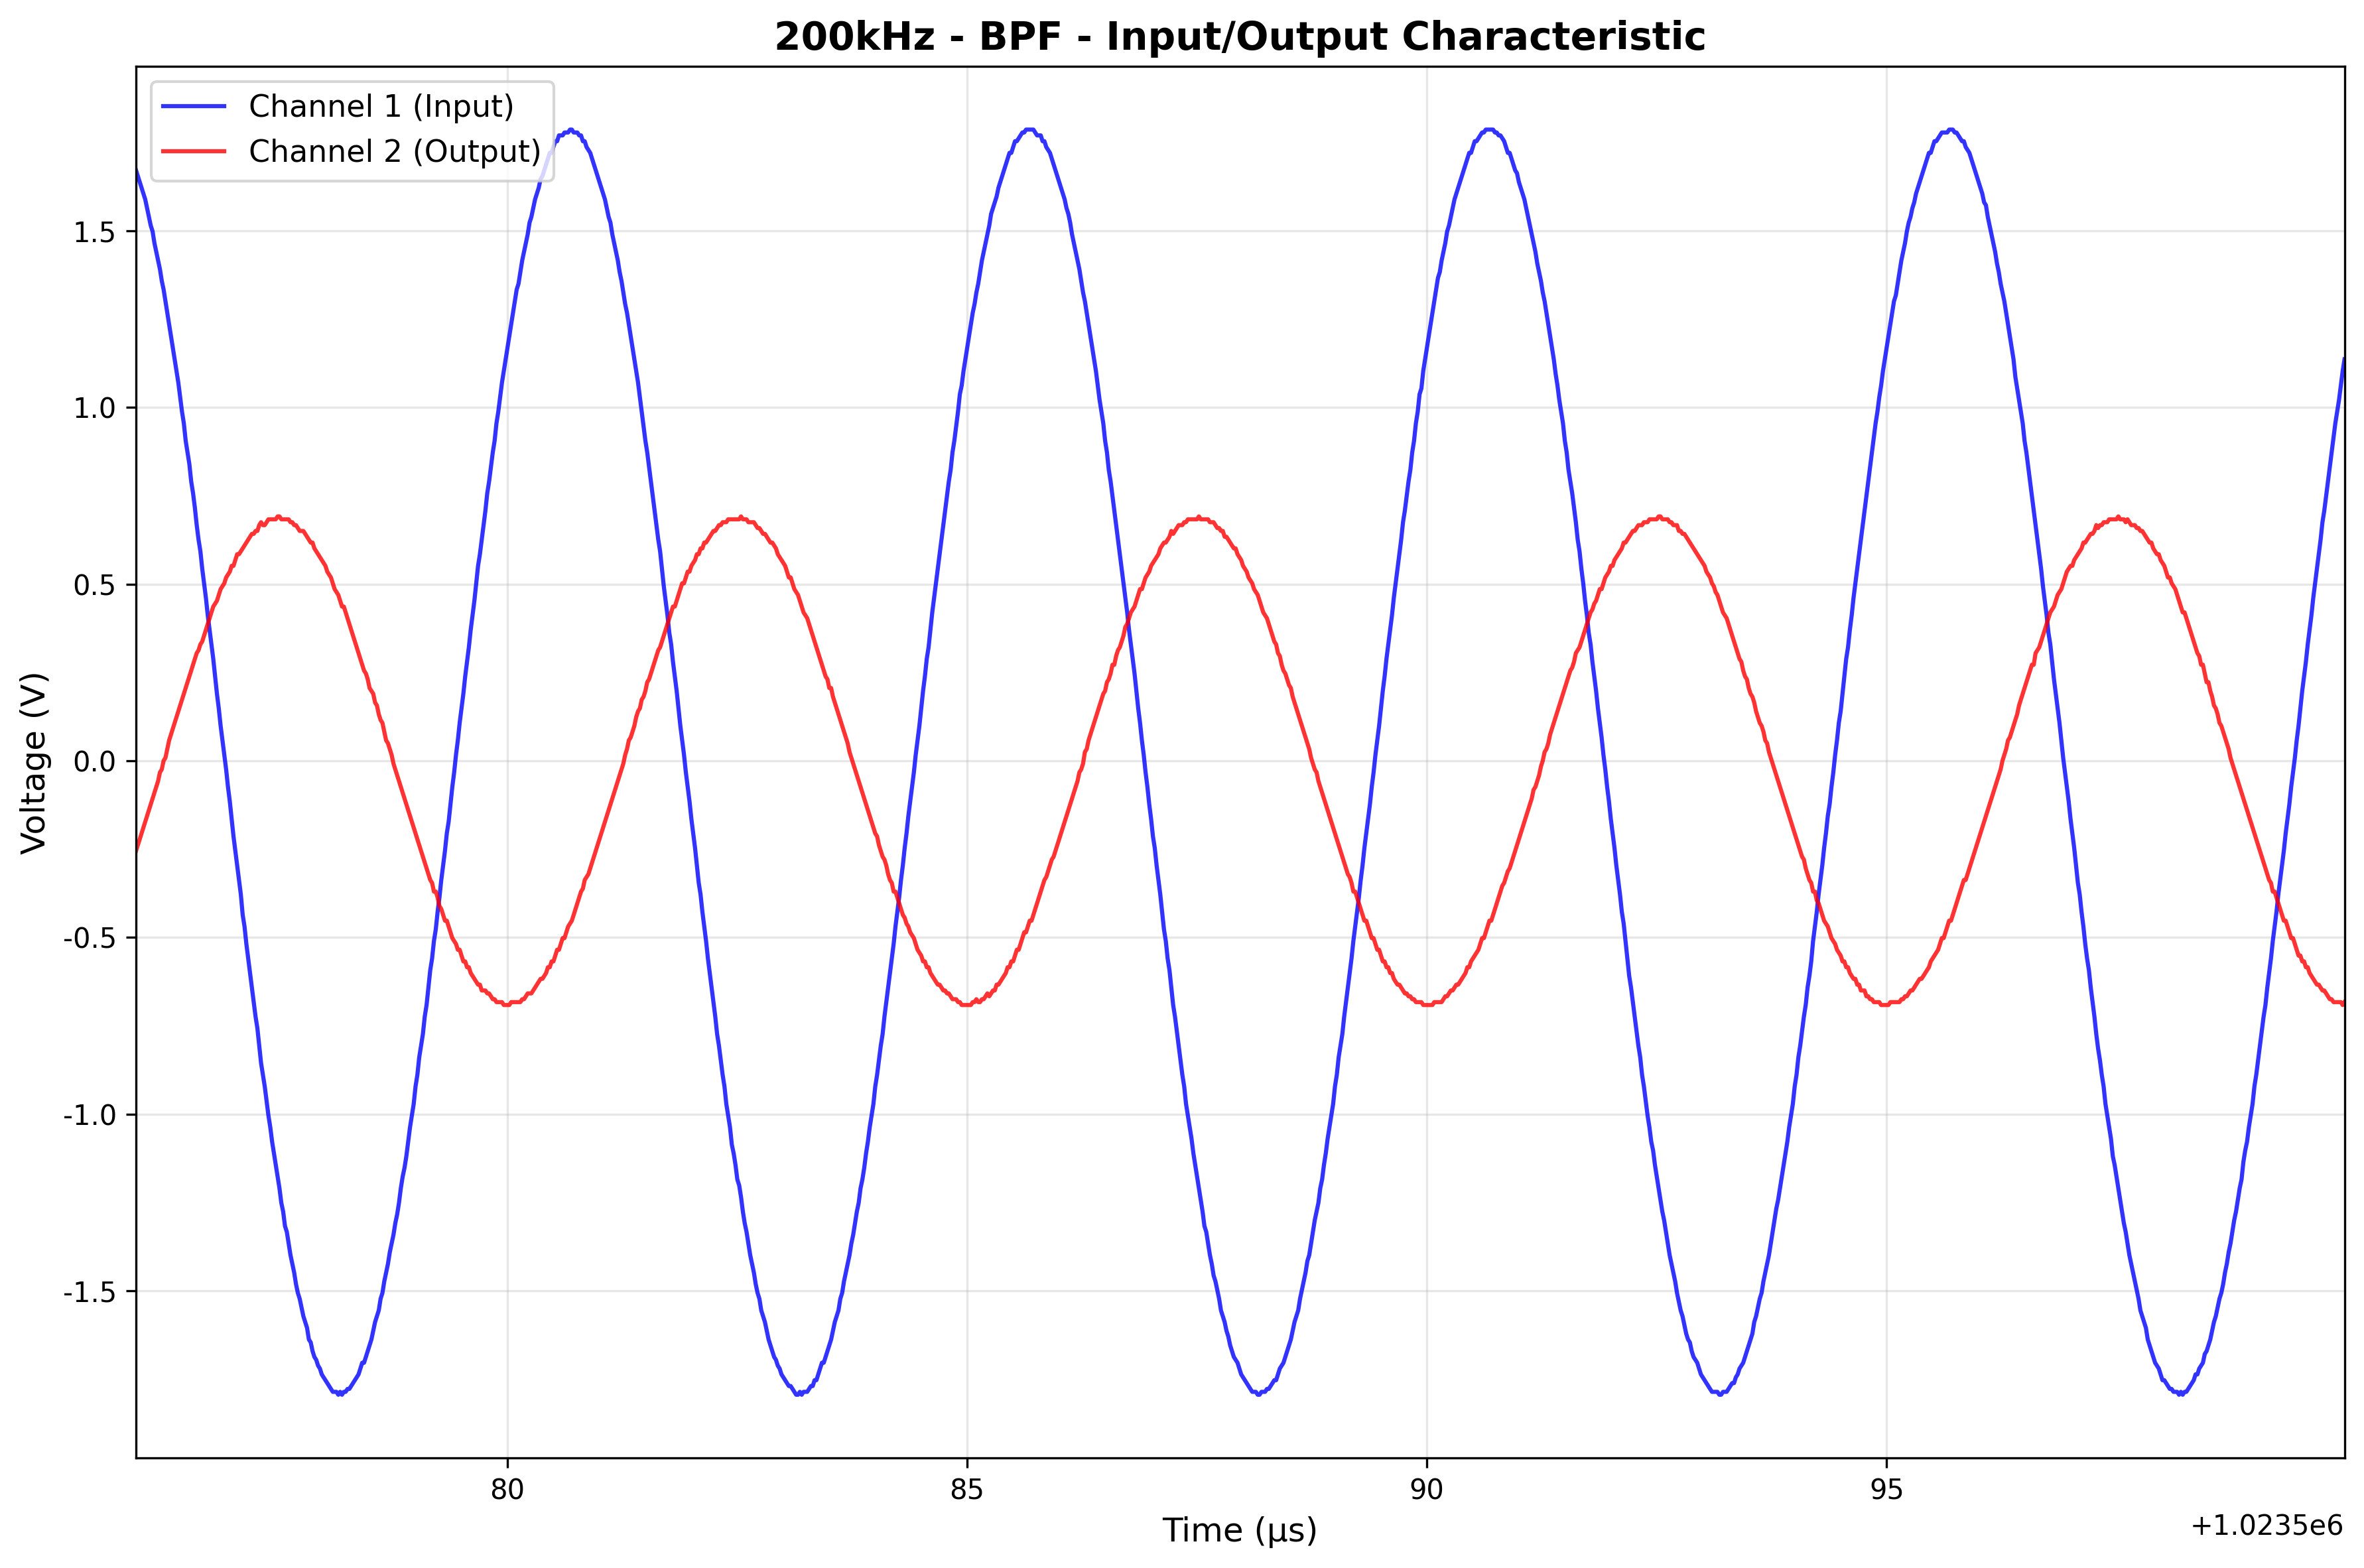 200kHz - BPF - Input/Output Characteristic
Channel 1 (Input)
Channel 2 (Output)
Voltage (V)
1.5
1.0
0.5
0.0
-0.5
-1.0
-1.5
80 85 90 95
Time (µs)
+1.0235e6